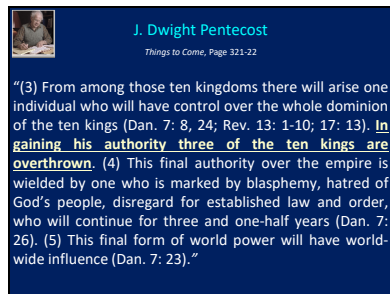 J. Dwight Pentecost
Things to Come, Page 321-22
“(3) From among those ten kingdoms there will arise one
individual who will have control over the whole dominion
of the ten kings (Dan. 7: 8, 24; Rev. 13: 1-10; 17: 13). In
gaining his authority three of the ten kings are
overthrown. (4) This final authority over the empire is
wielded by one who is marked by blasphemy, hatred of
God’s people, disregard for established law and order,
who will continue for three and one-half years (Dan. 7:
26). (5) This final form of world power will have world-
wide influence (Dan. 7: 23).”